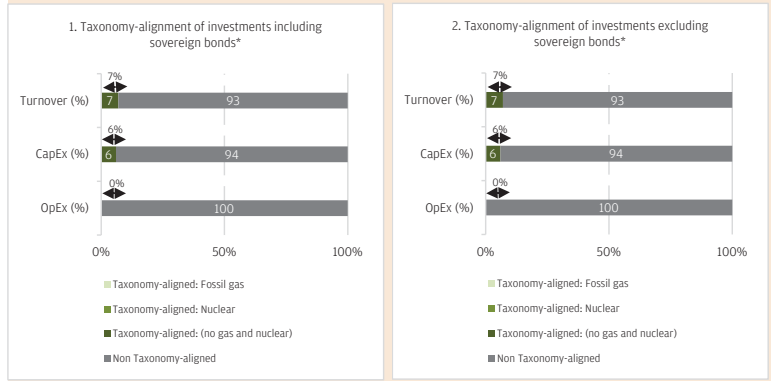 1. Taxonomy-alignment of investments including
sovereign bonds*
7%
Turnover (%)
7
93
6%
CapEx (%)
6
94
0%
OpEx (%)
100
0%
50%
100%
Taxonomy-aligned: Fossil gas
Taxonomy-aligned: Nuclear
Taxonomy-aligned: (no gas and nuclear)
Non Taxonomy-aligned
2. Taxonomy-alignment of investments excluding
sovereign bonds*
7%
Turnover (%)
7
93
6%
CapEx (%)
6
94
0%
OpEx (%)
100
0%
50%
100%
Taxonomy-aligned: Fossil gas
Taxonomy-aligned: Nuclear
Taxonomy-aligned: (no gas and nuclear)
Non Taxonomy-aligned